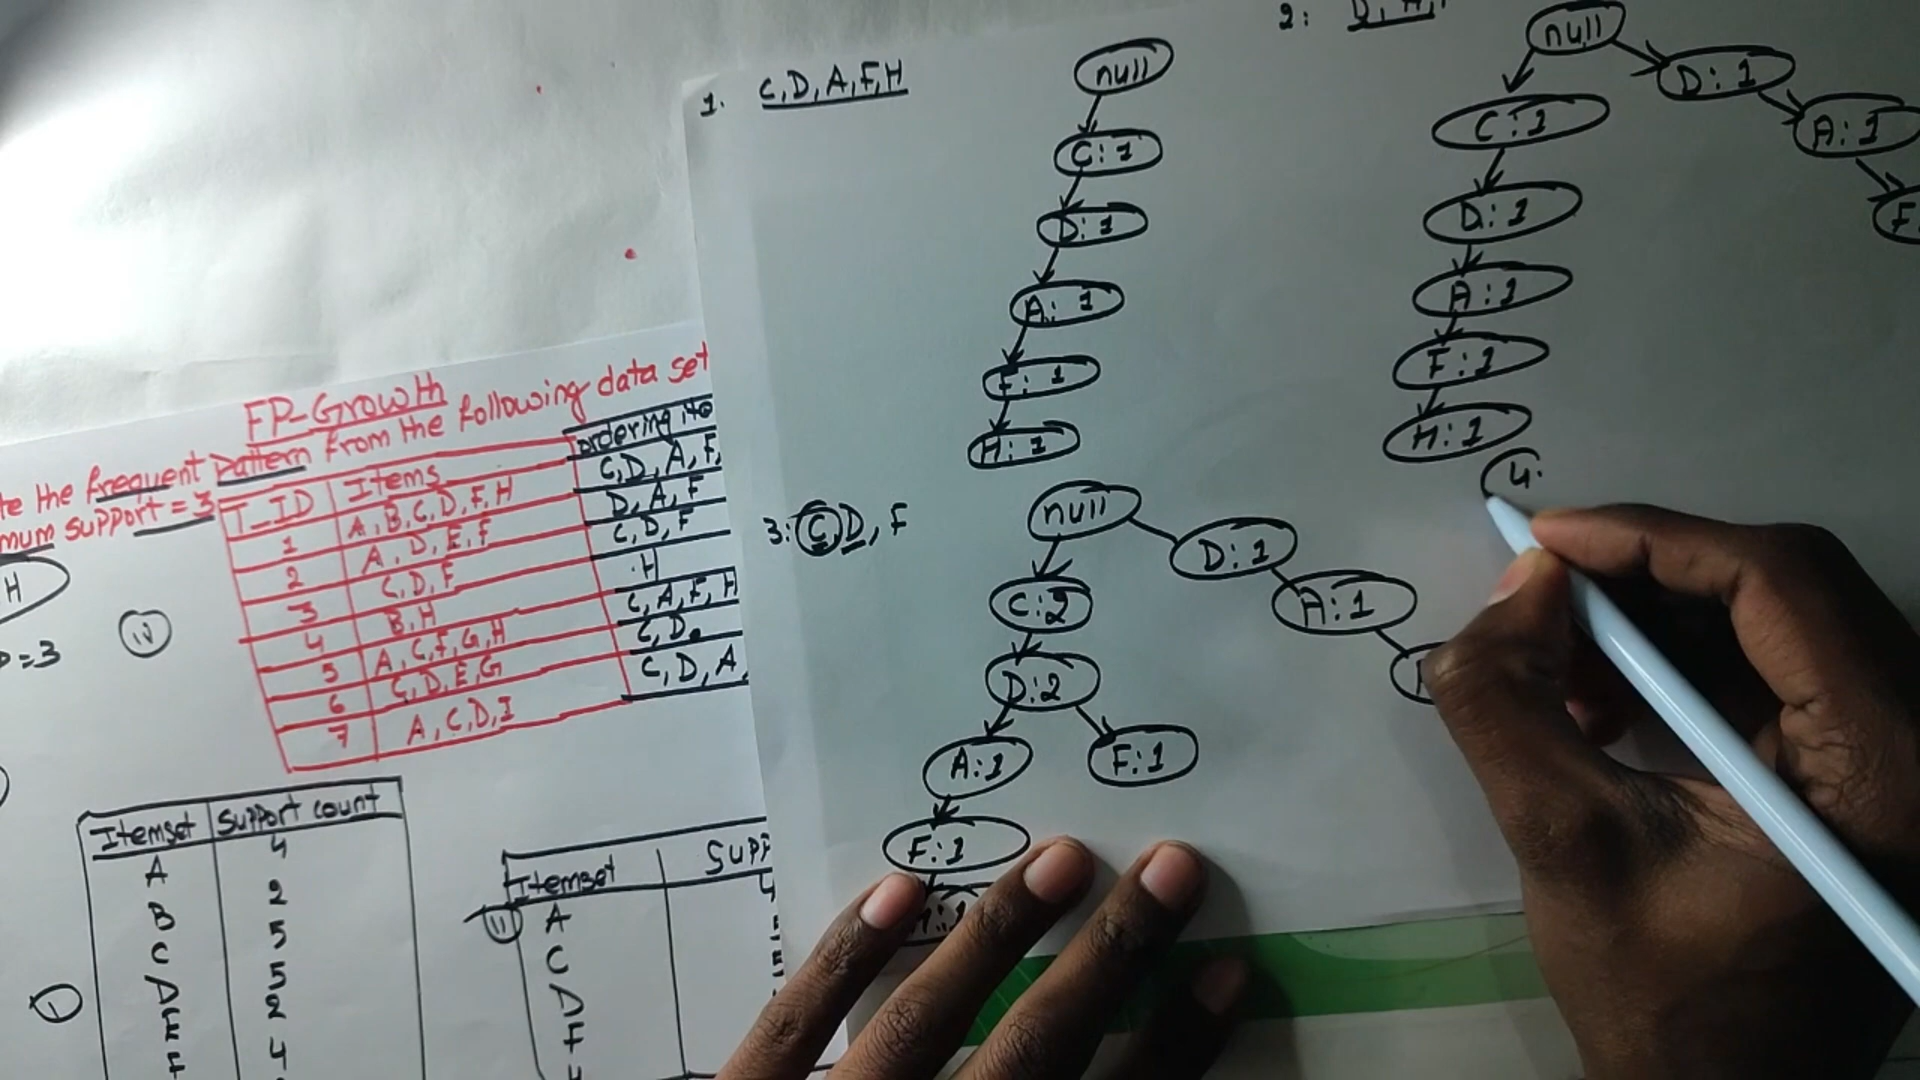 FP-Growth
the frequent Pattern from the following data set
support = 3
T_ID | Items | ordering
1 | A, B, C, D, F, H | C, D, A, F,
2 | A, D, E, F | D, A, F
3 | C, D, F | C, D, F
4 | B, H | H
5 | A, C, F, G, H | C, A, F, H
6 | C, D, E, G | C, D
7 | A, C, D, I | C, D, A,
H
=3
iv
i
Itemset | Support count
A 4
B 2
C 5
D 5
E 2
4
Itemset
A
C
D
F
1. C, D, A, F, H
null
C:1
D:1
A:1
F:1
H:1
2:
null
C:1 D:1
D:1 A:1
A:1 F
F:1
H:1
3: C, D, F
null
C:2 D:1
D:2 A:1
A:1 F:1
F:1
H:1
4: